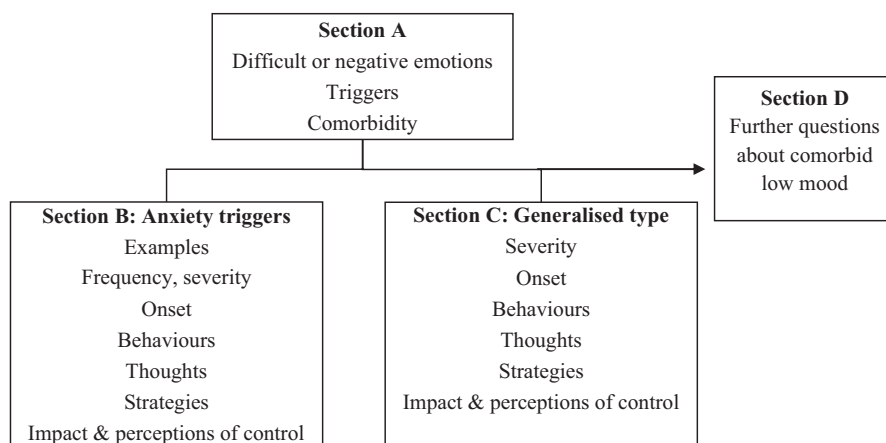 Section A
Difficult or negative emotions
Triggers
Comorbidity
Section D
Further questions
about comorbid
low mood
Section B: Anxiety triggers
Examples
Frequency, severity
Onset
Behaviours
Thoughts
Strategies
Impact & perceptions of control
Section C: Generalised type
Severity
Onset
Behaviours
Thoughts
Strategies
Impact & perceptions of control